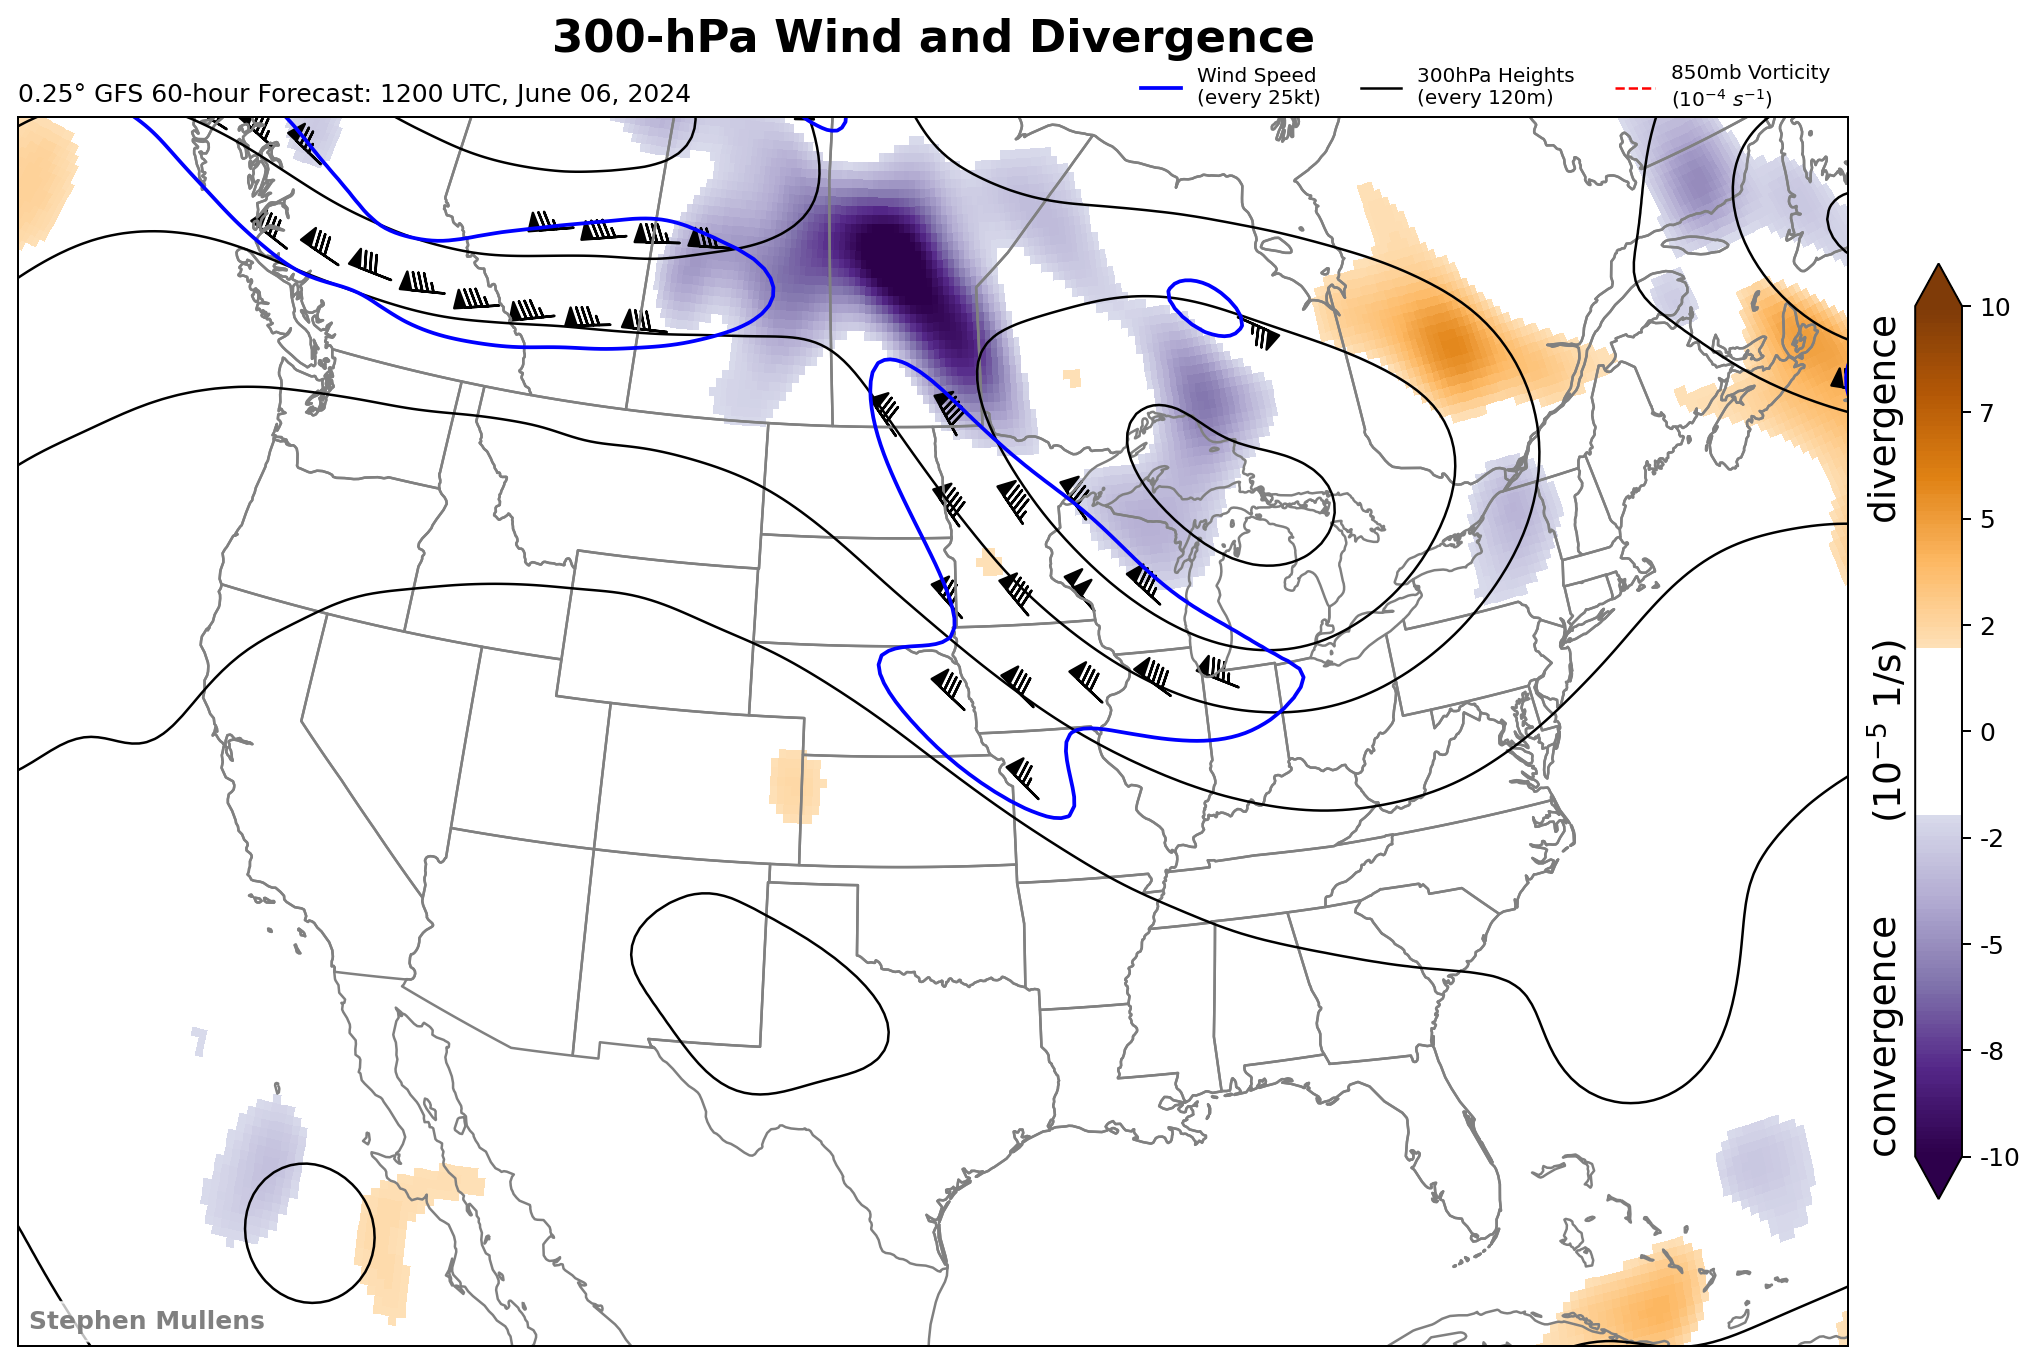 300-hPa Wind and Divergence
0.25° GFS 60-hour Forecast: 1200 UTC, June 06, 2024
Wind Speed
(every 25kt)
300hPa Heights
(every 120m)
850mb Vorticity
(10⁻⁴ s⁻¹)
10
7
5
2
0
-2
-5
-8
-10
convergence (10⁻⁵ 1/s) divergence
Stephen Mullens